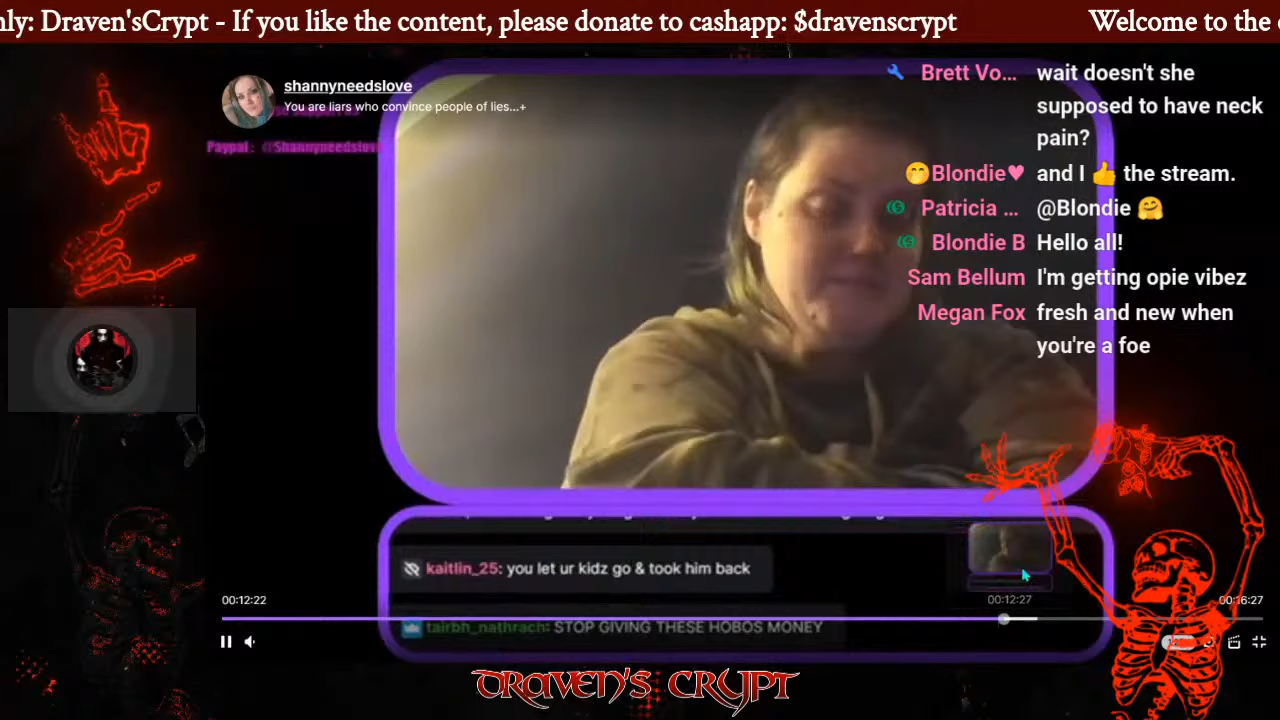 nly: Draven'sCrypt - If you like the content, please donate to cashapp: $dravenscrypt
Welcome to the
shannyneedslove
You are liars who convince people of lies...+
Paypal: @Shannyneedslove
Brett Vo... wait doesn't she
supposed to have neck
pain?
🤭Blondie♥ and I 👍 the stream.
Patricia ... @Blondie 🤗
Blondie B Hello all!
Sam Bellum I'm getting opie vibez
Megan Fox fresh and new when
you're a foe
kaitlin_25: you let ur kidz go & took him back
00:12:22
00:12:27
00:16:27
tairbh_nathrach: STOP GIVING THESE HOBOS MONEY
DRAVEN'S CRYPT